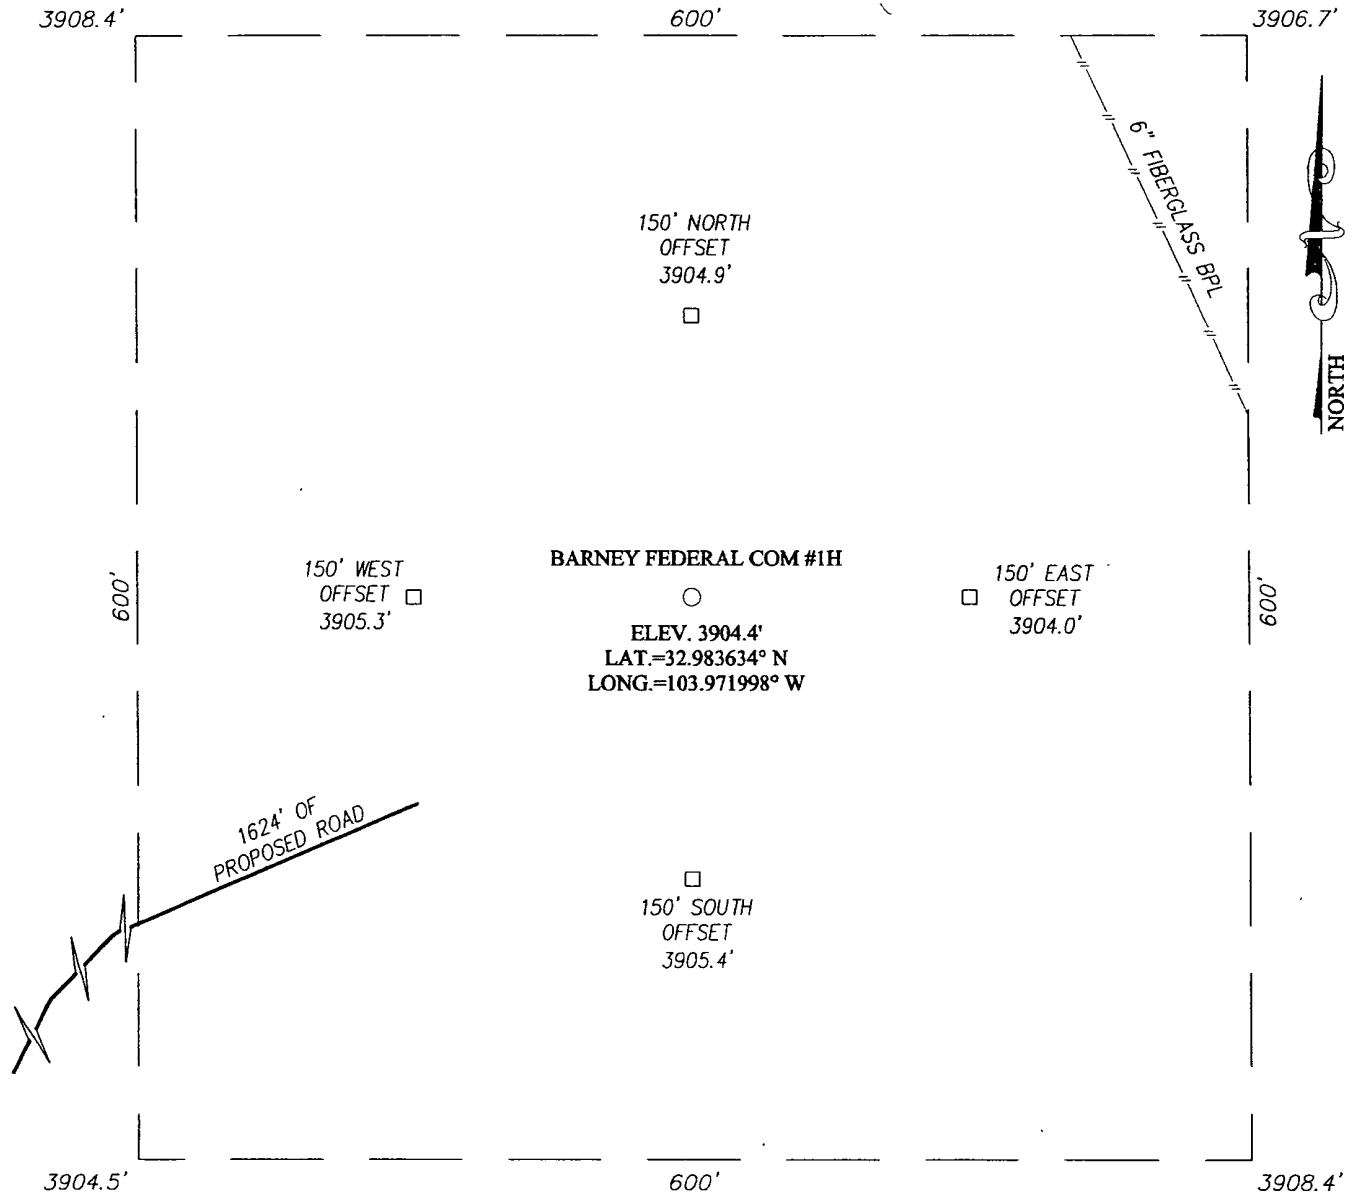 3908.4'
600'
3906.7'
6" FIBERGLASS BPL
NORTH
150' NORTH
OFFSET
3904.9'
600'
150' WEST
OFFSET
3905.3'
BARNEY FEDERAL COM #1H
ELEV. 3904.4'
LAT.=32.983634° N
LONG.=103.971998° W
150' EAST
OFFSET
3904.0'
600'
1624' OF
PROPOSED ROAD
150' SOUTH
OFFSET
3905.4'
3904.5'
600'
3908.4'